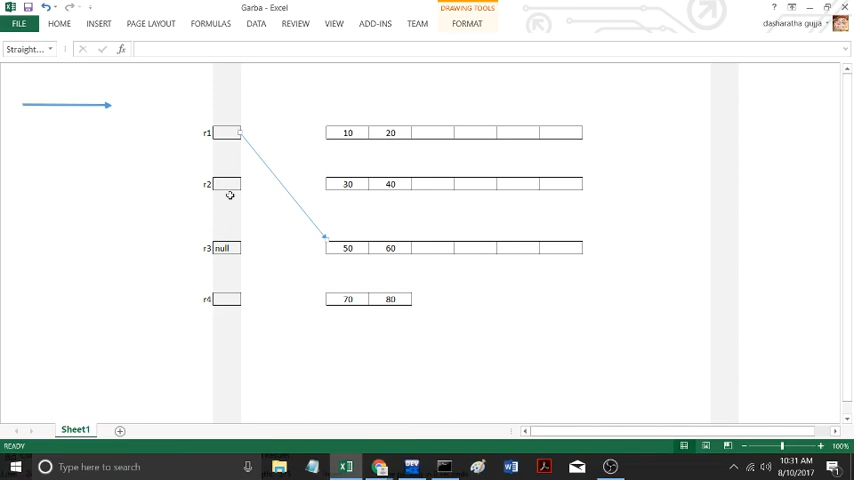 Garba - Excel
DRAWING TOOLS
FILE HOME INSERT PAGE LAYOUT FORMULAS DATA REVIEW VIEW ADD-INS TEAM FORMAT
dasharatha gujja
Straight...
fx
r1 10 20
r2 30 40
r3 null 50 60
r4 70 80
Sheet1
READY
100%
Type here to search
10:31 AM
8/10/2017